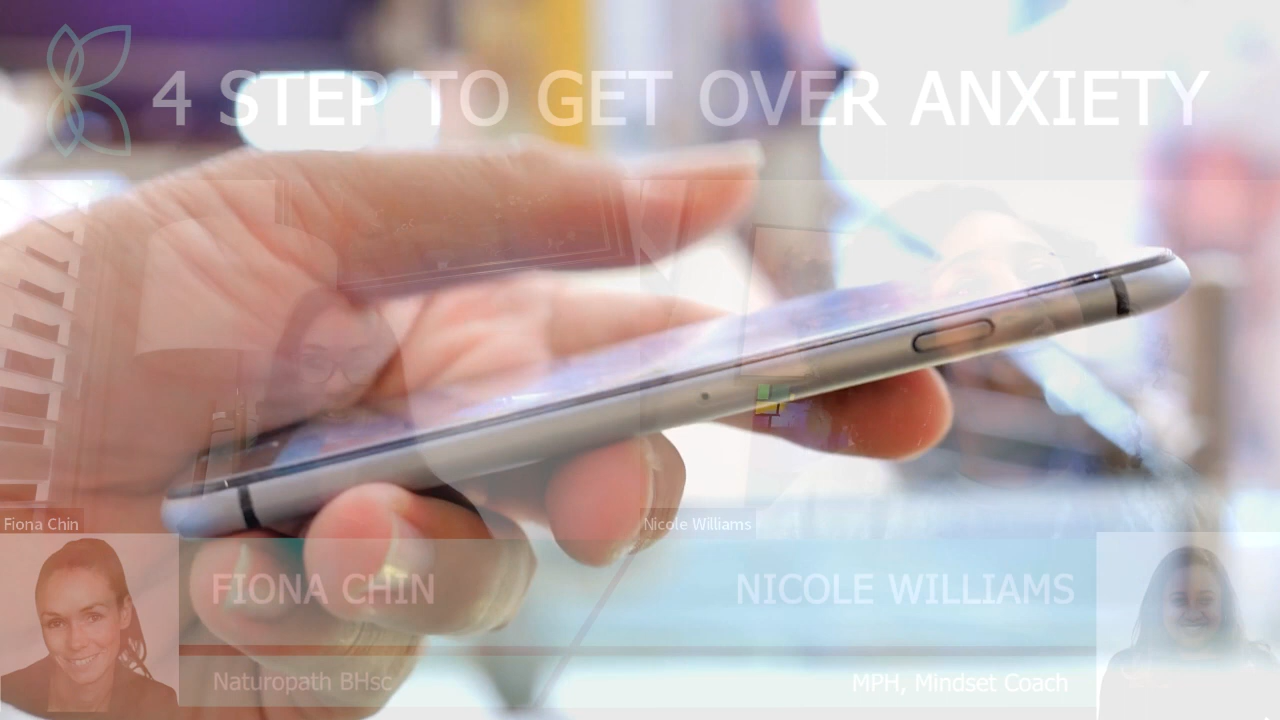 4 STEP TO GET OVER ANXIETY
Fiona Chin
Nicole Williams
FIONA CHIN
NICOLE WILLIAMS
Naturopath BHsc
MPH, Mindset Coach